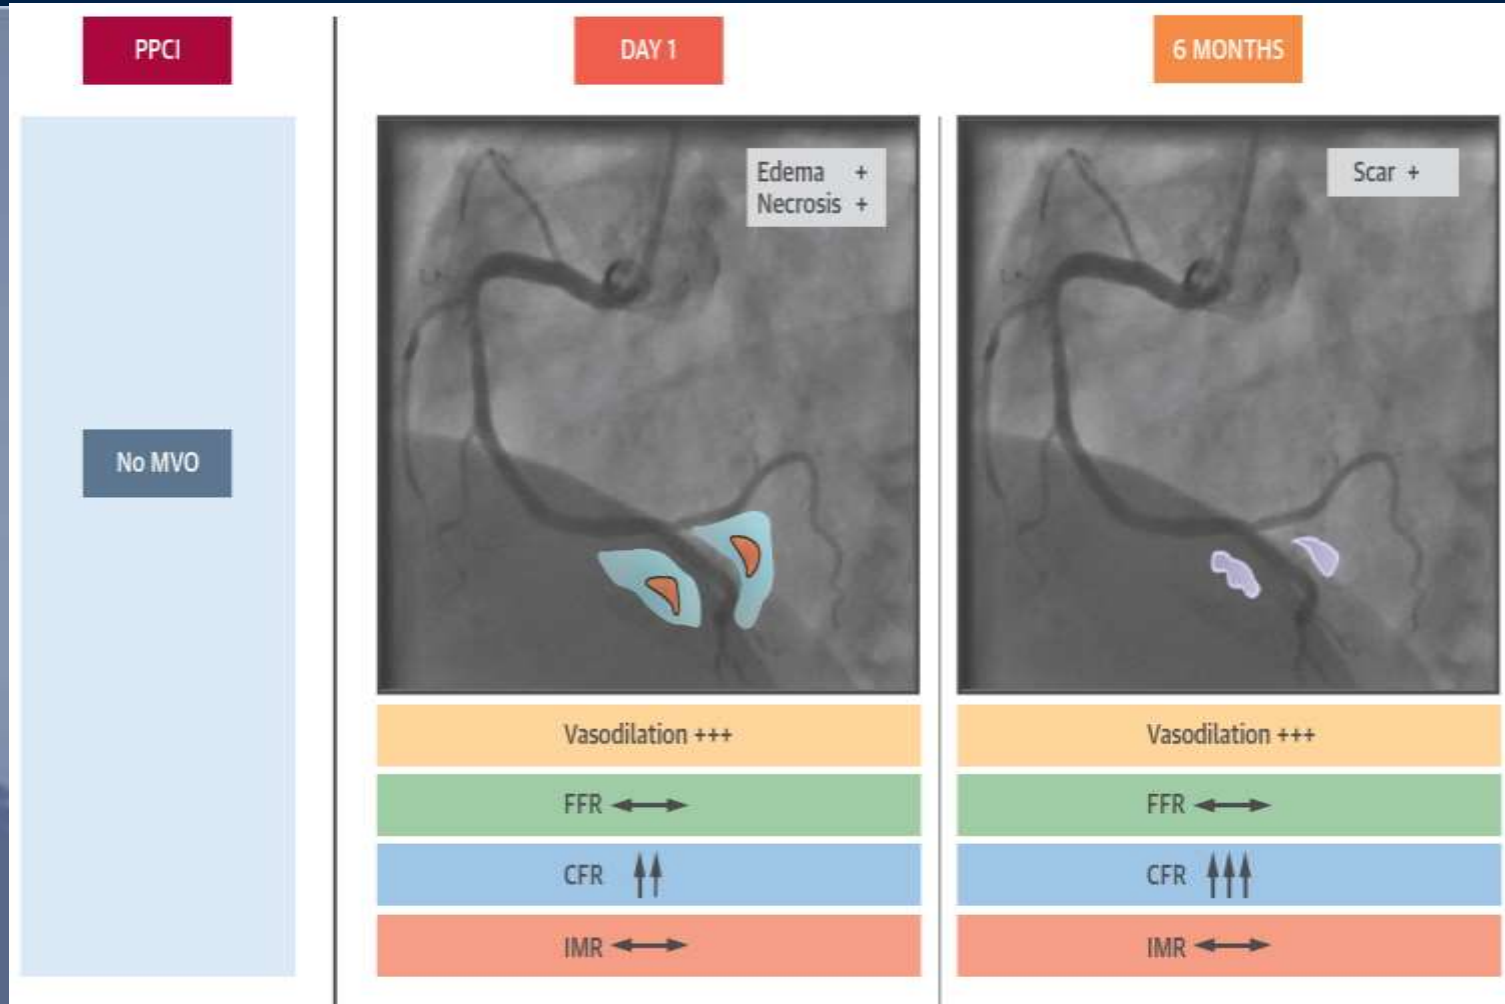 PPCI
DAY 1
6 MONTHS
No MVO
Edema +
Necrosis +
Scar +
Vasodilation +++
FFR ↔
CFR ↑↑
IMR ↔
Vasodilation +++
FFR ↔
CFR ↑↑↑
IMR ↔